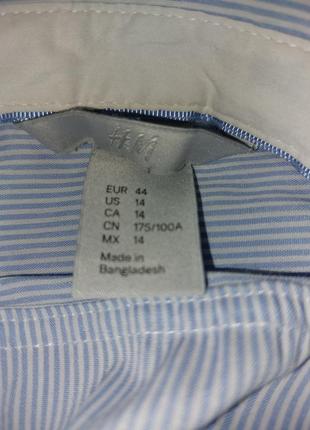 H&M
EUR 44
US 14
CA 14
CN 175/100A
MX 14
Made in
Bangladesh